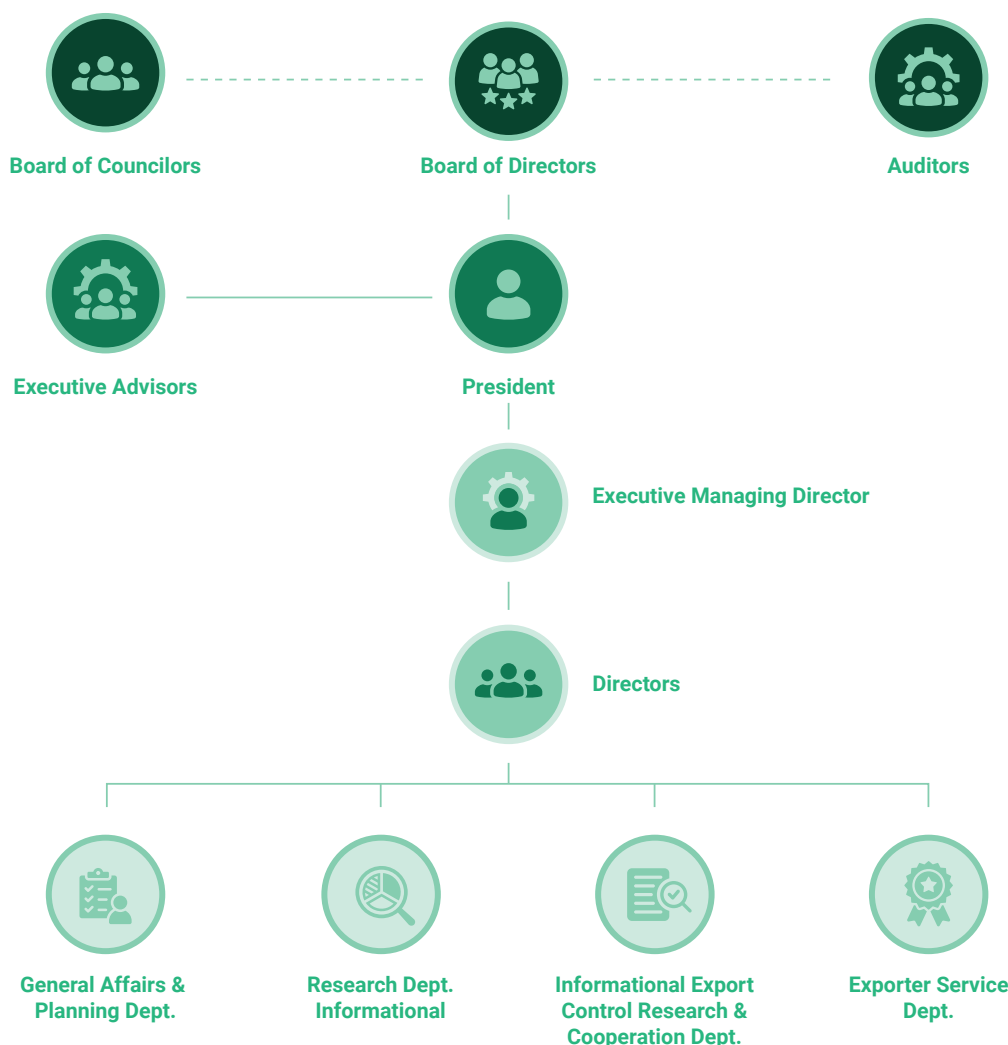 Board of Councilors
Board of Directors
Auditors
Executive Advisors
President
Executive Managing Director
Directors
General Affairs &
Planning Dept.
Research Dept.
Informational
Informational Export
Control Research &
Cooperation Dept.
Exporter Service
Dept.